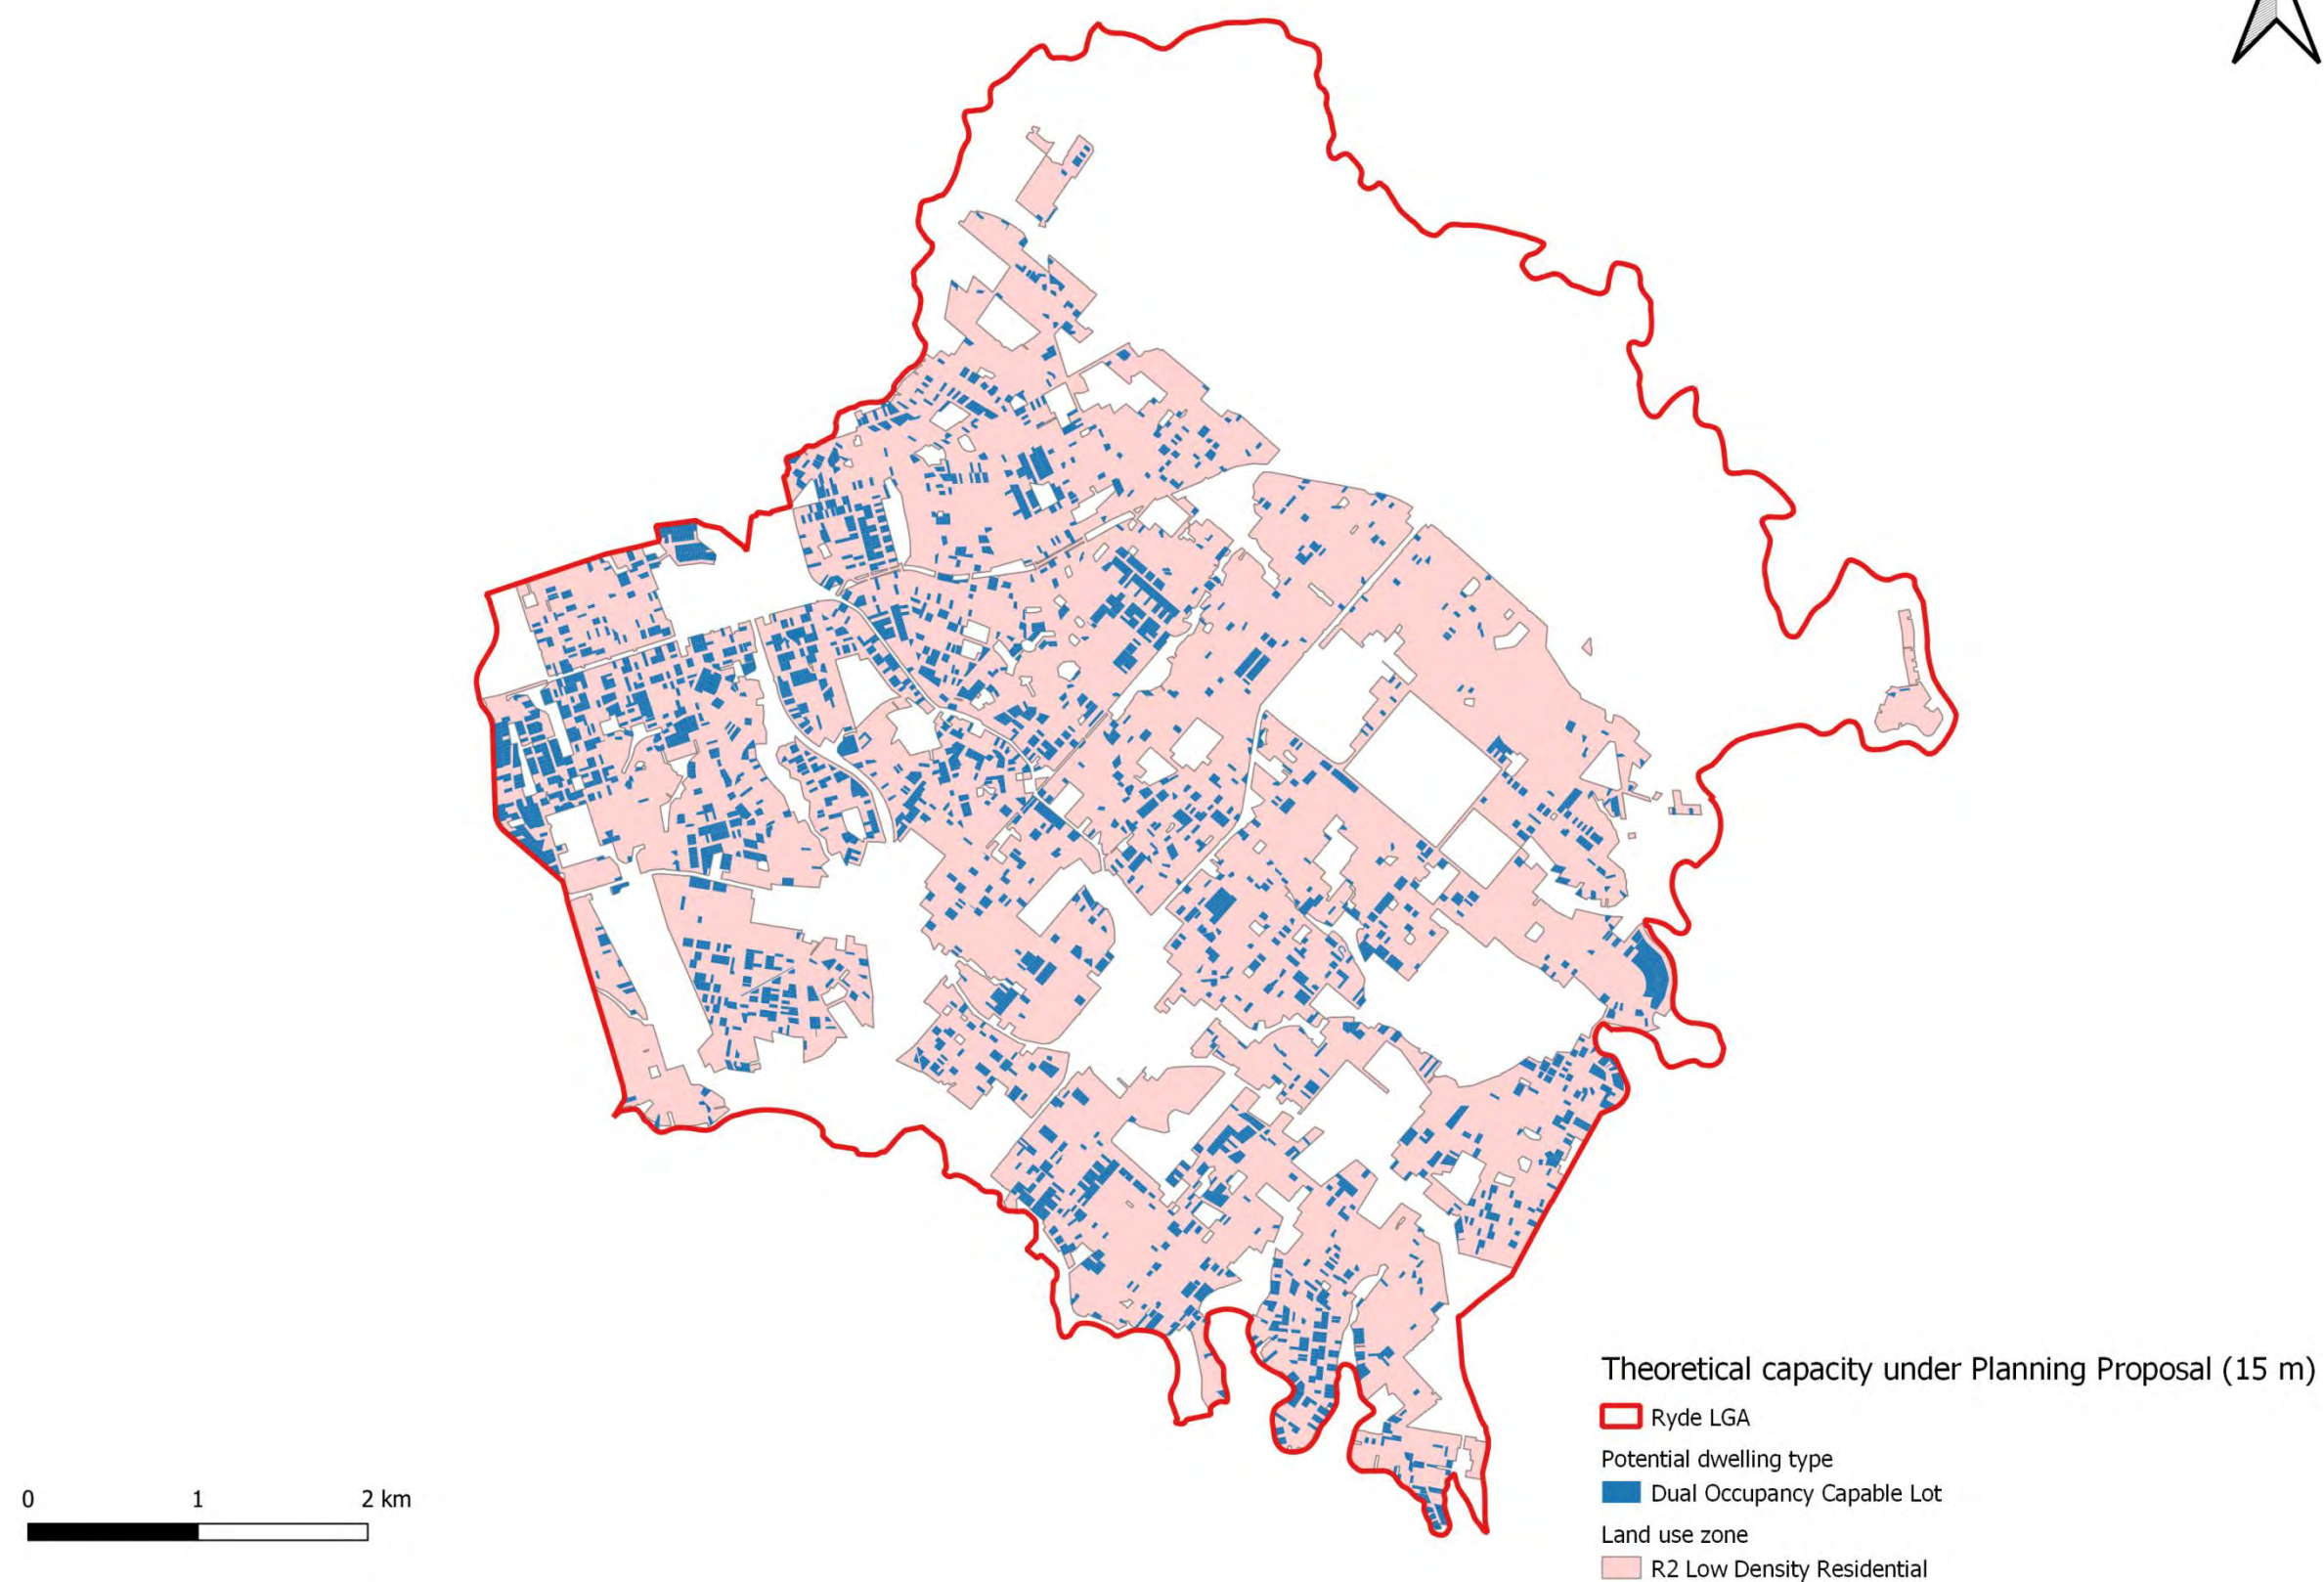 Theoretical capacity under Planning Proposal (15 m)
Ryde LGA
Potential dwelling type
Dual Occupancy Capable Lot
Land use zone
R2 Low Density Residential
0 1 2 km